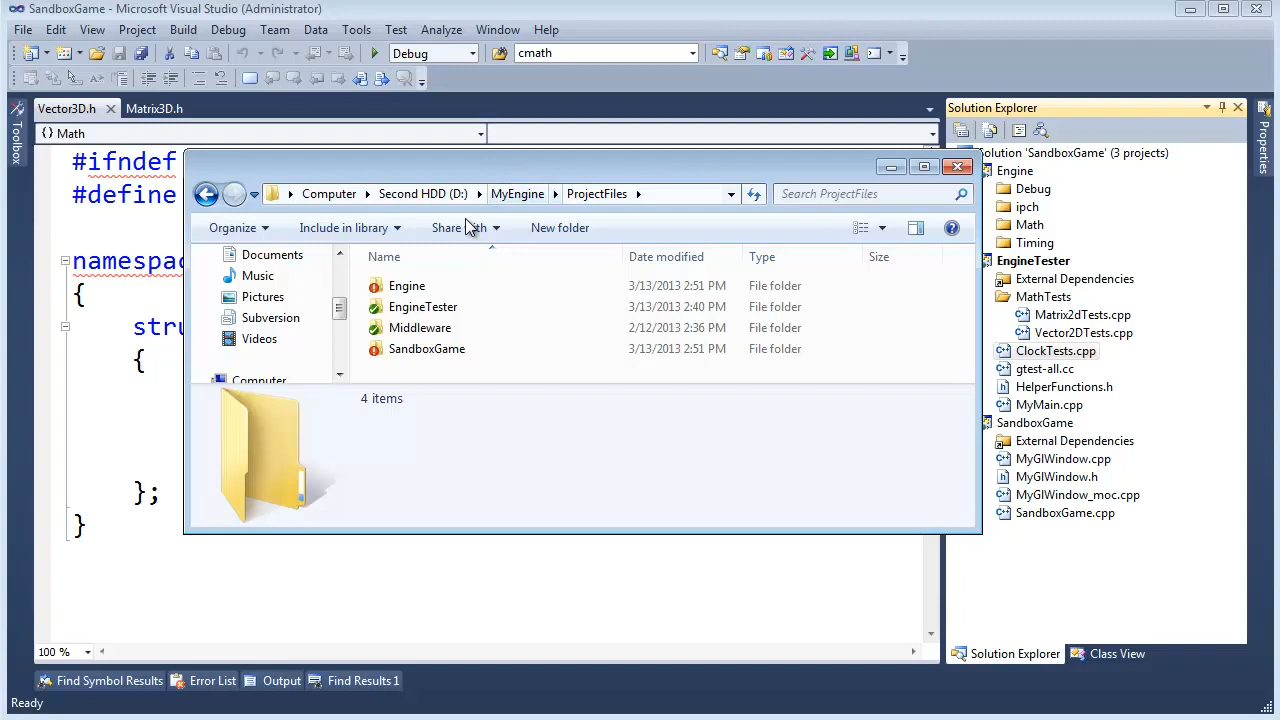 SandboxGame - Microsoft Visual Studio (Administrator)
File Edit View Project Build Debug Team Data Tools Test Analyze Window Help
Debug cmath
Vector3D.h Matrix3D.h
Solution Explorer
Math
Toolbox
Properties
#ifndef
#define
namespac
{
stru
{
};
}
Computer Second HDD (D:) MyEngine ProjectFiles Search ProjectFiles
Organize Include in library Share with New folder
Documents
Music
Pictures
Subversion
Videos
Computer
Name Date modified Type Size
Engine 3/13/2013 2:51 PM File folder
EngineTester 3/13/2013 2:40 PM File folder
Middleware 2/12/2013 2:36 PM File folder
SandboxGame 3/13/2013 2:51 PM File folder
4 items
Solution 'SandboxGame' (3 projects)
Engine
Debug
ipch
Math
Timing
EngineTester
External Dependencies
MathTests
Matrix2dTests.cpp
Vector2DTests.cpp
ClockTests.cpp
gtest-all.cc
HelperFunctions.h
MyMain.cpp
SandboxGame
External Dependencies
MyGlWindow.cpp
MyGlWindow.h
MyGlWindow_moc.cpp
SandboxGame.cpp
100 %
Solution Explorer Class View
Find Symbol Results Error List Output Find Results 1
Ready